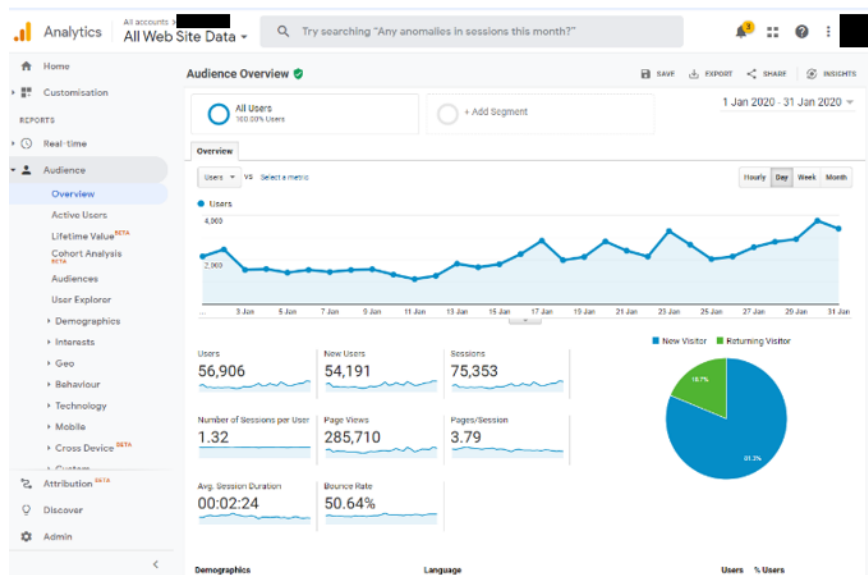 Analytics
All accounts >
All Web Site Data
Try searching "Any anomalies in sessions this month?"
3
Home
Customisation
REPORTS
Real-time
Audience
Overview
Active Users
Lifetime Value BETA
Cohort Analysis
BETA
Audiences
User Explorer
Demographics
Interests
Geo
Behaviour
Technology
Mobile
Cross Device BETA
Custom
Attribution BETA
Discover
Admin
Audience Overview
SAVE
EXPORT
SHARE
INSIGHTS
All Users
100.00% Users
+ Add Segment
1 Jan 2020 - 31 Jan 2020
Overview
Users VS Select a metric
Hourly Day Week Month
Users
4,000
2,000
... 3 Jan 5 Jan 7 Jan 9 Jan 11 Jan 13 Jan 15 Jan 17 Jan 19 Jan 21 Jan 23 Jan 25 Jan 27 Jan 29 Jan 31 Jan
New Visitor Returning Visitor
Users
56,906
New Users
54,191
Sessions
75,353
Number of Sessions per User
1.32
Page Views
285,710
Pages/Session
3.79
Avg. Session Duration
00:02:24
Bounce Rate
50.64%
Demographics Language Users % Users